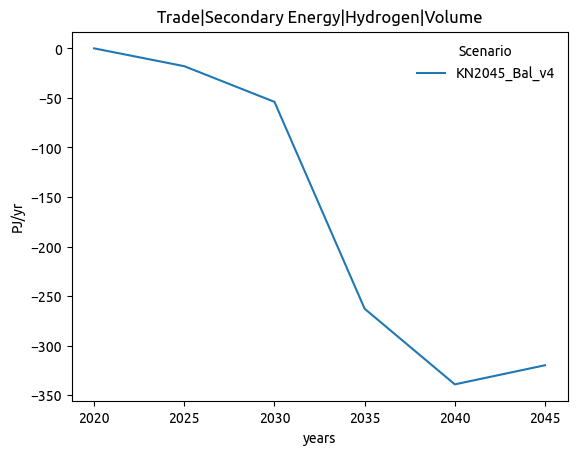 Trade|Secondary Energy|Hydrogen|Volume
Scenario
KN2045_Bal_v4
PJ/yr
0
−50
−100
−150
−200
−250
−300
−350
2020 2025 2030 2035 2040 2045
years